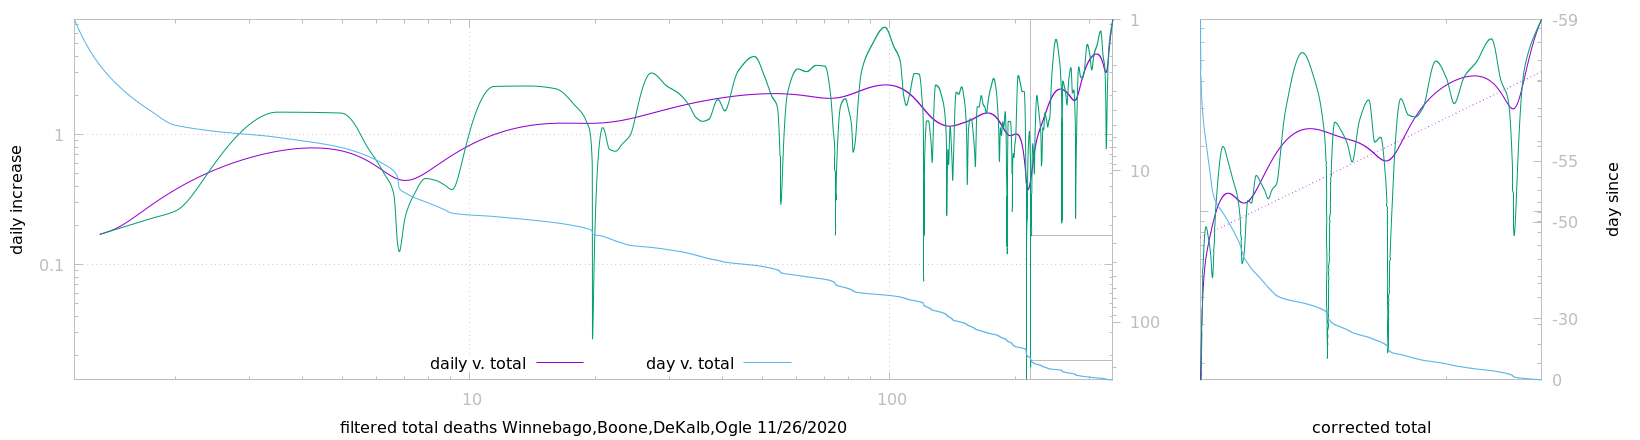 1
-59
1
daily increase
10
-55
day since
-50
0.1
100
-30
daily v. total
day v. total
0
10
100
filtered total deaths Winnebago,Boone,DeKalb,Ogle 11/26/2020
corrected total